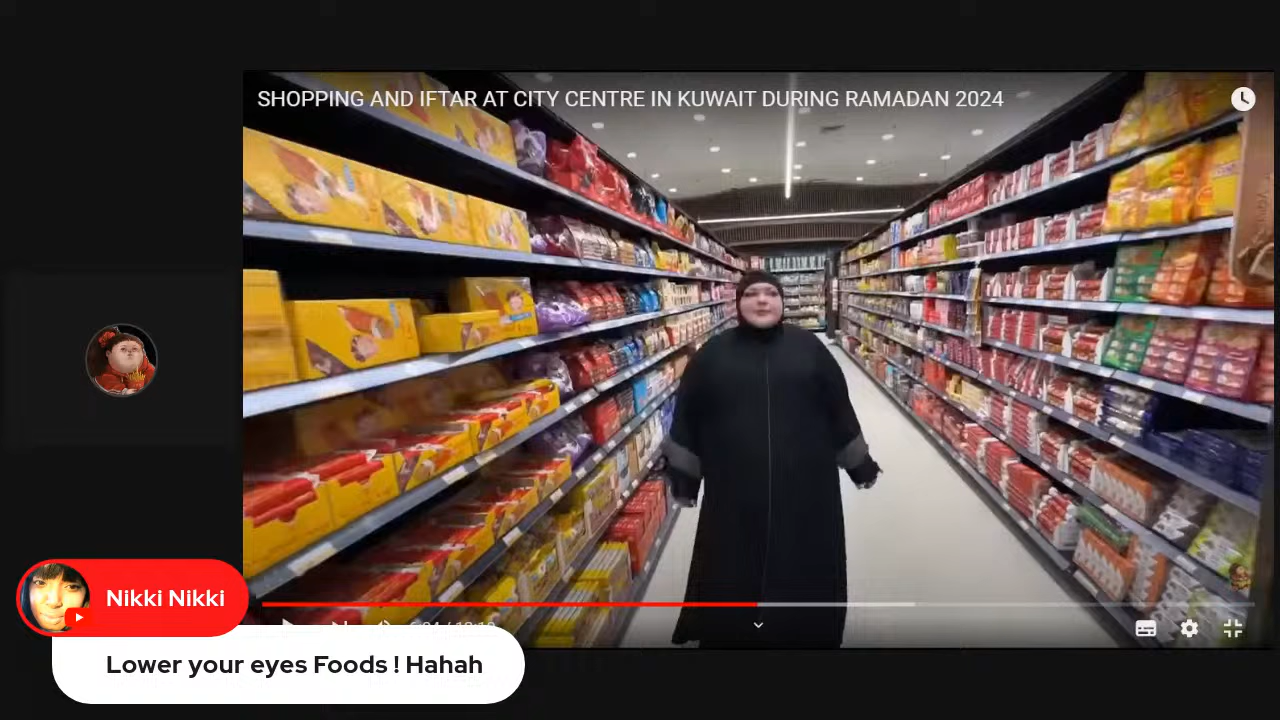 SHOPPING AND IFTAR AT CITY CENTRE IN KUWAIT DURING RAMADAN 2024
Nikki Nikki
Lower your eyes Foods ! Hahah